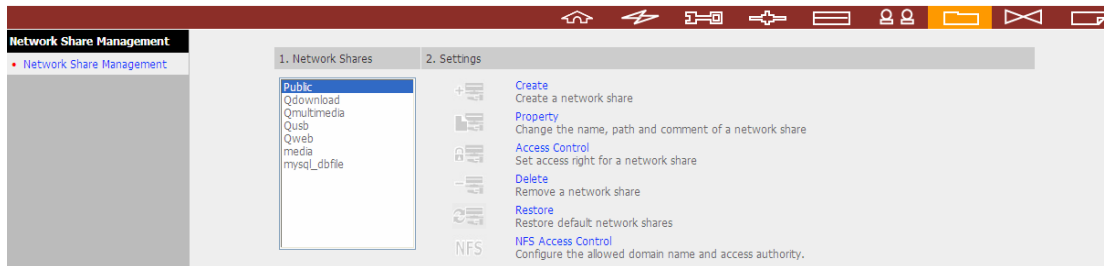 Network Share Management
• Network Share Management
1. Network Shares
2. Settings
Public
Qdownload
Qmultimedia
Qusb
Qweb
media
mysql_dbfile
Create
Create a network share
Property
Change the name, path and comment of a network share
Access Control
Set access right for a network share
Delete
Remove a network share
Restore
Restore default network shares
NFS
NFS Access Control
Configure the allowed domain name and access authority.